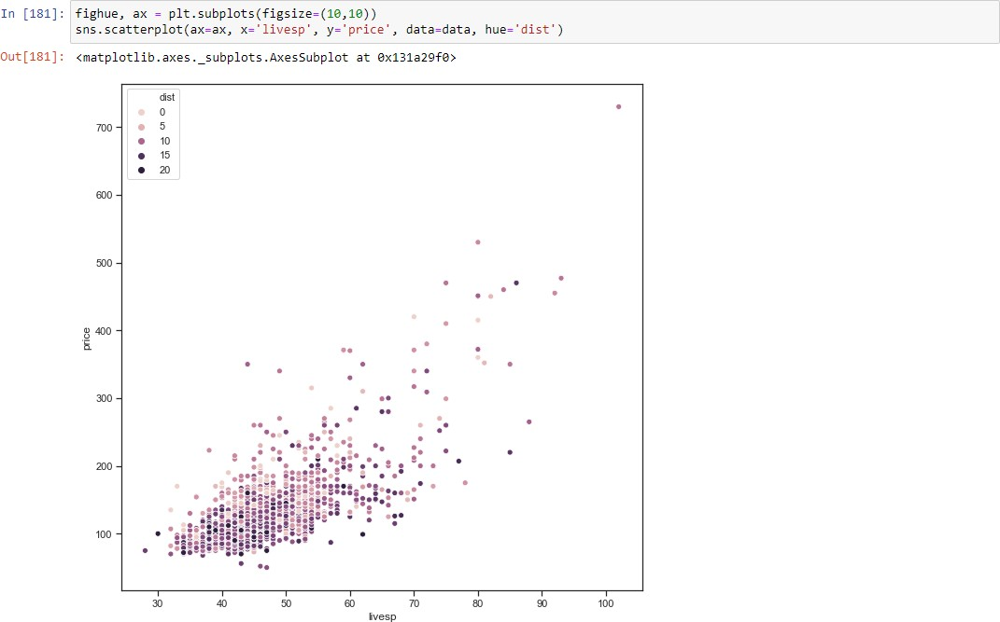 In [181]: fighue, ax = plt.subplots(figsize=(10,10))
sns.scatterplot(ax=ax, x='livesp', y='price', data=data, hue='dist')
Out[181]: <matplotlib.axes._subplots.AxesSubplot at 0x131a29f0>
dist
0
5
10
15
20
700
600
500
400
300
200
100
price
30 40 50 60 70 80 90 100
livesp